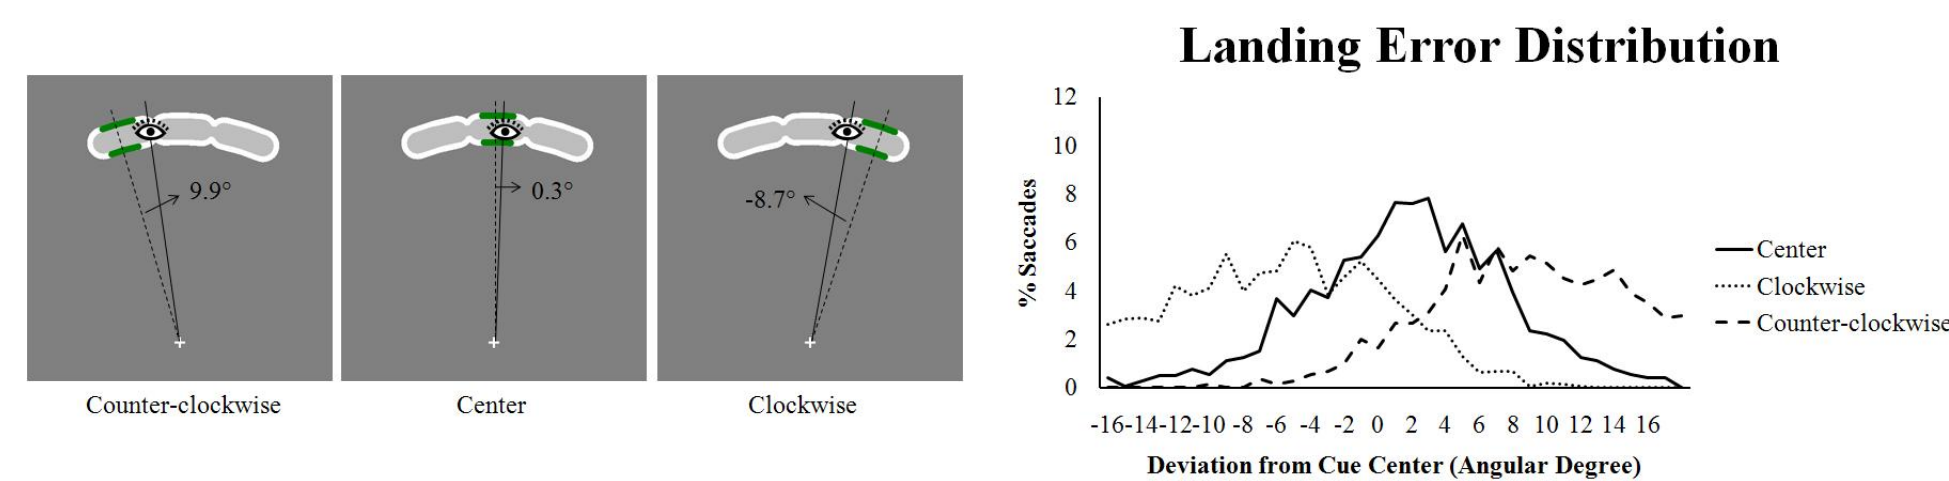 9.9°
0.3°
-8.7°
Counter-clockwise
Center
Clockwise
Landing Error Distribution
% Saccades
12
10
8
6
4
2
0
-16-14-12-10 -8 -6 -4 -2 0 2 4 6 8 10 12 14 16
Deviation from Cue Center (Angular Degree)
Center
Clockwise
Counter-clockwise